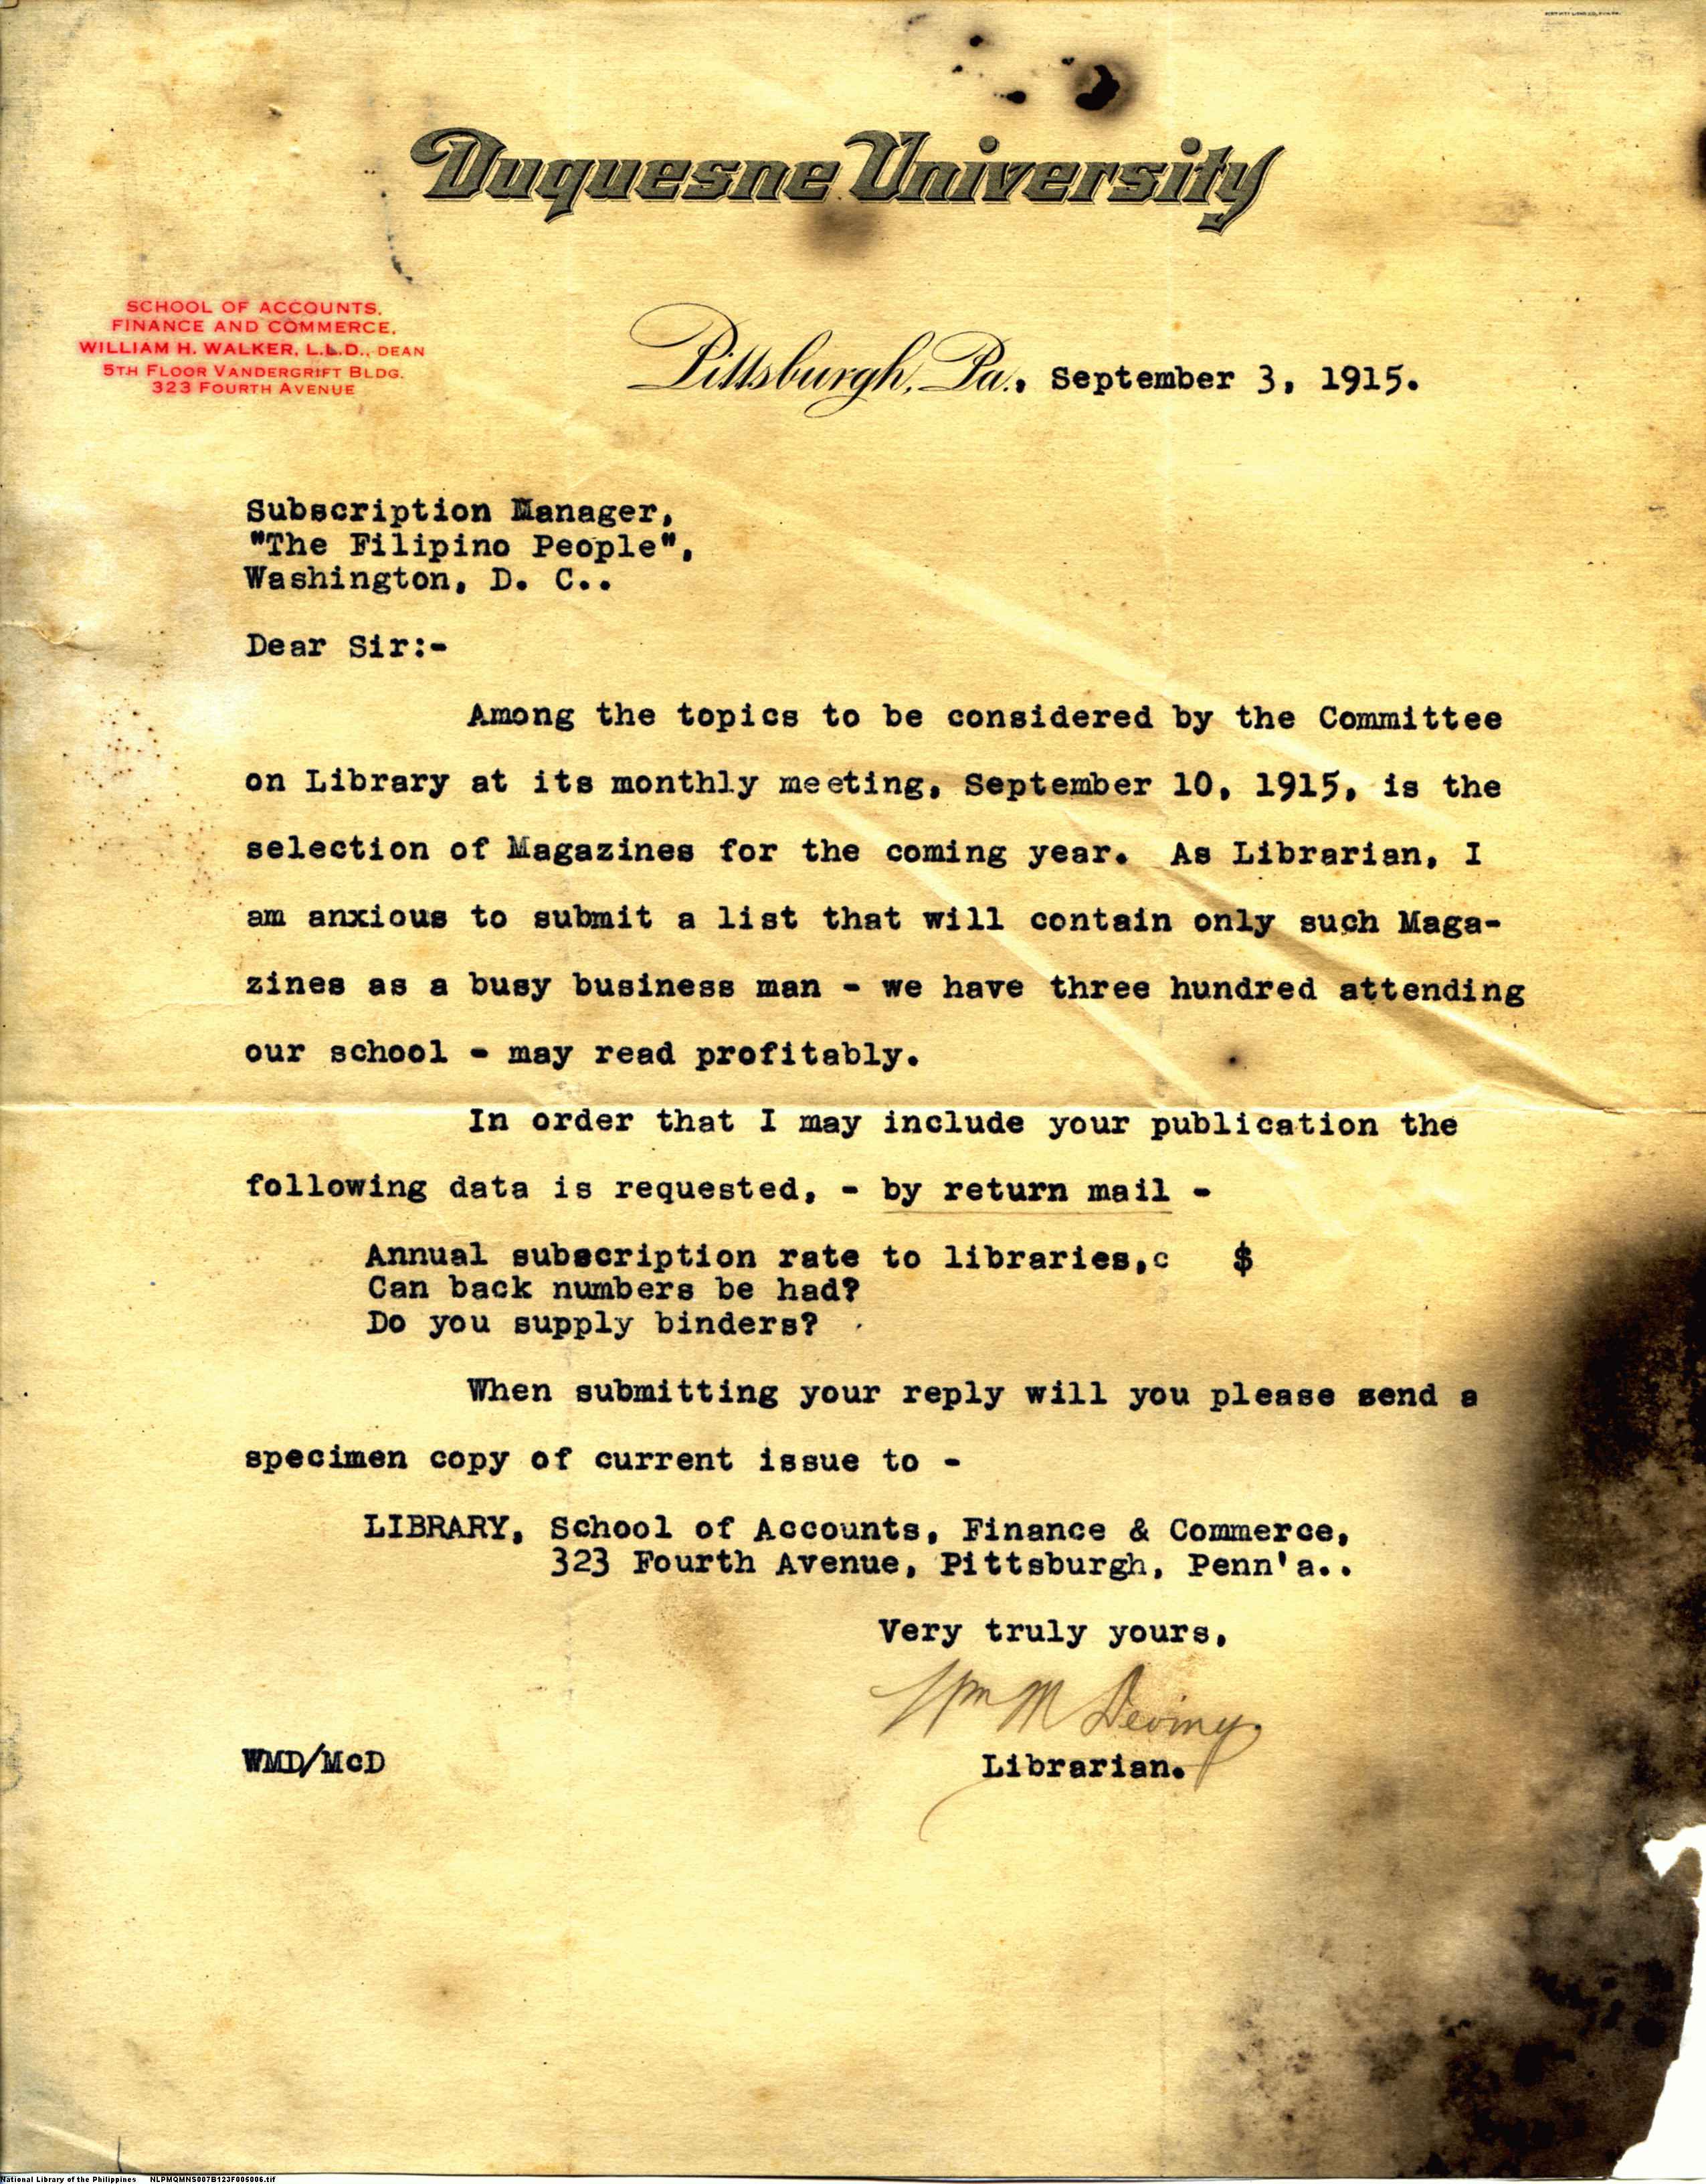 Duquesne University
SCHOOL OF ACCOUNTS,
FINANCE AND COMMERCE,
WILLIAM H. WALKER, L.L.D., DEAN
5TH FLOOR VANDERGRIFT BLDG.
323 FOURTH AVENUE
Pittsburgh, Pa., September 3, 1915.
Subscription Manager,
"The Filipino People",
Washington, D. C..
Dear Sir:-
Among the topics to be considered by the Committee
on Library at its monthly meeting, September 10, 1915, is the
selection of Magazines for the coming year. As Librarian, I
am anxious to submit a list that will contain only such Maga-
zines as a busy business man - we have three hundred attending
our school - may read profitably.
In order that I may include your publication the
following data is requested, - by return mail -
Annual subscription rate to libraries,c $
Can back numbers be had?
Do you supply binders?
When submitting your reply will you please send a
specimen copy of current issue to -
LIBRARY, School of Accounts, Finance & Commerce,
323 Fourth Avenue, Pittsburgh, Penn'a..
Very truly yours,
Wm M Deviny
WMD/McD Librarian.
National Library of the Philippines NLPMQMNS007B123F005006.tif